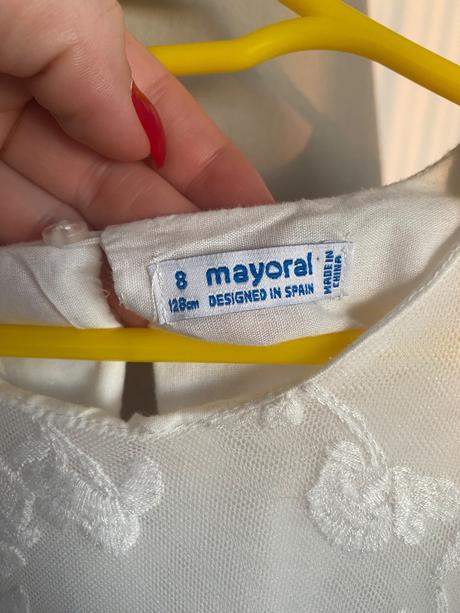 8 mayoral
128cm DESIGNED IN SPAIN
MADE IN
CHINA